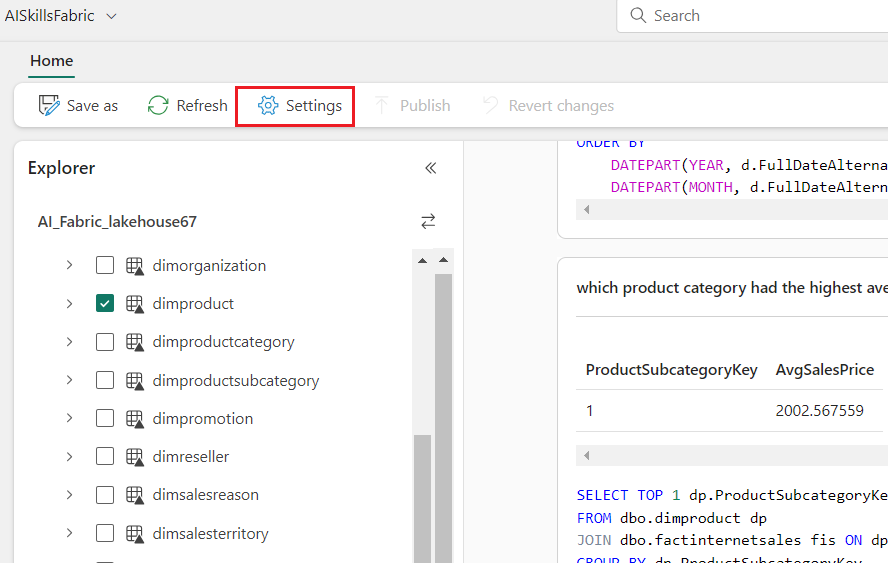 AISkillsFabric
Search
Home
Save as
Refresh
Settings
Publish
Revert changes
Explorer
AI_Fabric_lakehouse67
dimorganization
dimproduct
dimproductcategory
dimproductsubcategory
dimpromotion
dimreseller
dimsalesreason
dimsalesterritory
ORDER BY
DATEPART(YEAR, d.FullDateAlterna
DATEPART(MONTH, d.FullDateAltern
which product category had the highest ave
ProductSubcategoryKey AvgSalesPrice
1 2002.567559
SELECT TOP 1 dp.ProductSubcategoryKe
FROM dbo.dimproduct dp
JOIN dbo.factinternetsales fis ON dp
GROUP BY dp.ProductSubcategoryKey